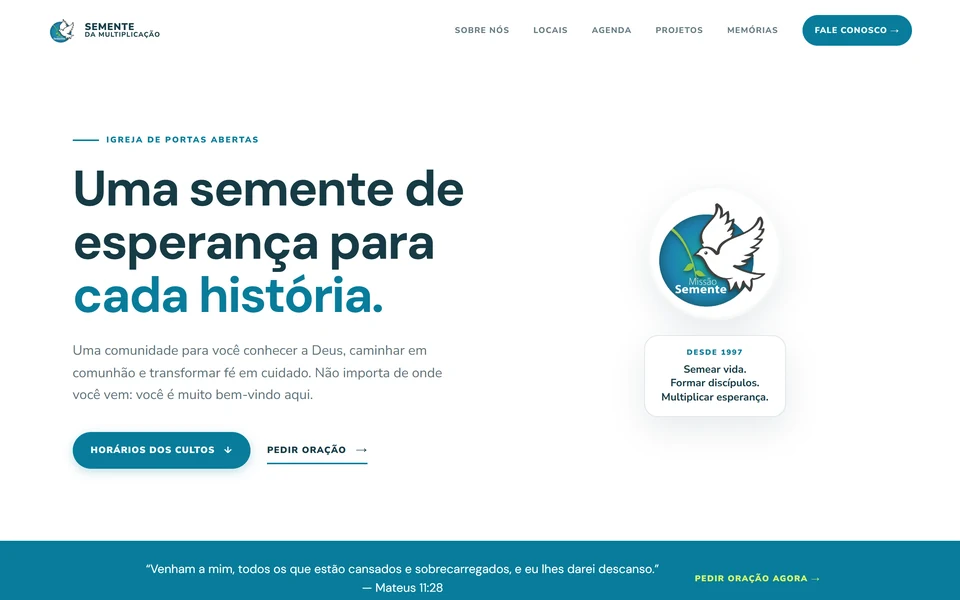 SEMENTE
DA MULTIPLICAÇÃO
SOBRE NÓS
LOCAIS
AGENDA
PROJETOS
MEMÓRIAS
FALE CONOSCO →
IGREJA DE PORTAS ABERTAS
Uma semente de
esperança para
cada história.
Uma comunidade para você conhecer a Deus, caminhar em
comunhão e transformar fé em cuidado. Não importa de onde
você vem: você é muito bem-vindo aqui.
HORÁRIOS DOS CULTOS ↓
PEDIR ORAÇÃO →
Missão
Semente
DESDE 1997
Semear vida.
Formar discípulos.
Multiplicar esperança.
“Venham a mim, todos os que estão cansados e sobrecarregados, e eu lhes darei descanso.”
— Mateus 11:28
PEDIR ORAÇÃO AGORA →